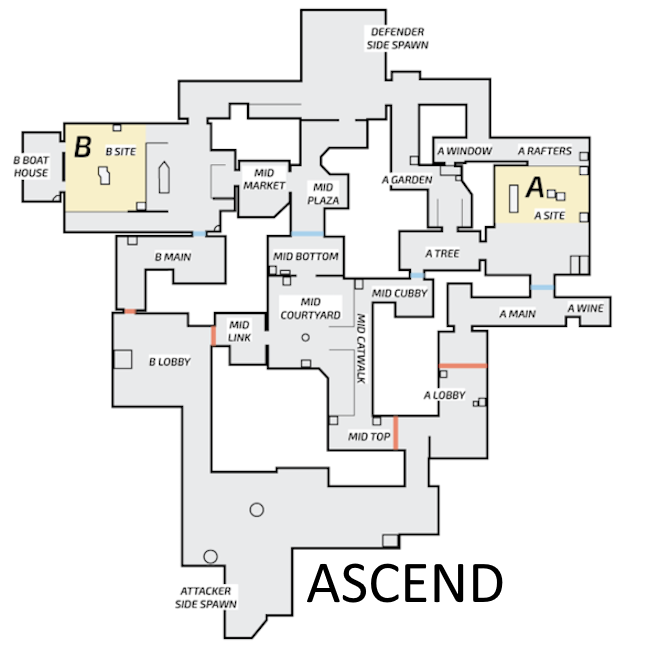 DEFENDER
SIDE SPAWN
B
B SITE
B BOAT
HOUSE
MID
MARKET
MID
PLAZA
A WINDOW
A RAFTERS
A GARDEN
A
A SITE
B MAIN
MID BOTTOM
A TREE
MID
COURTYARD
MID CUBBY
A MAIN
A WINE
MID
LINK
MID CATWALK
B LOBBY
A LOBBY
MID TOP
ATTACKER
SIDE SPAWN
ASCEND